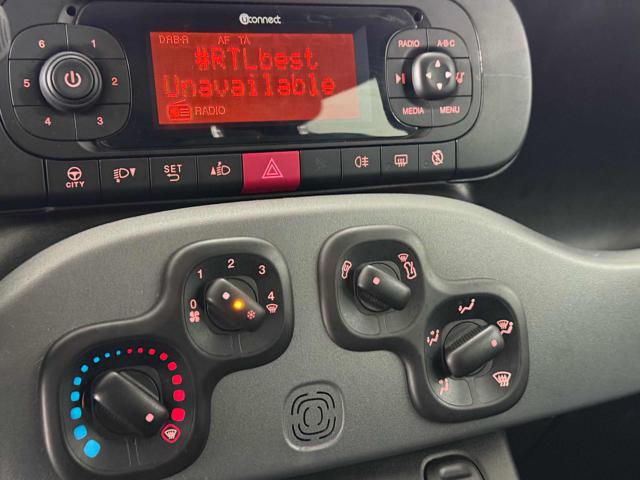 uconnect
DAB·A AF TA
#RTLbest
Unavailable
RADIO
6 1
5 2
4 3
RADIO A·B·C
MEDIA MENU
CITY
SET
0 1 2 3 4